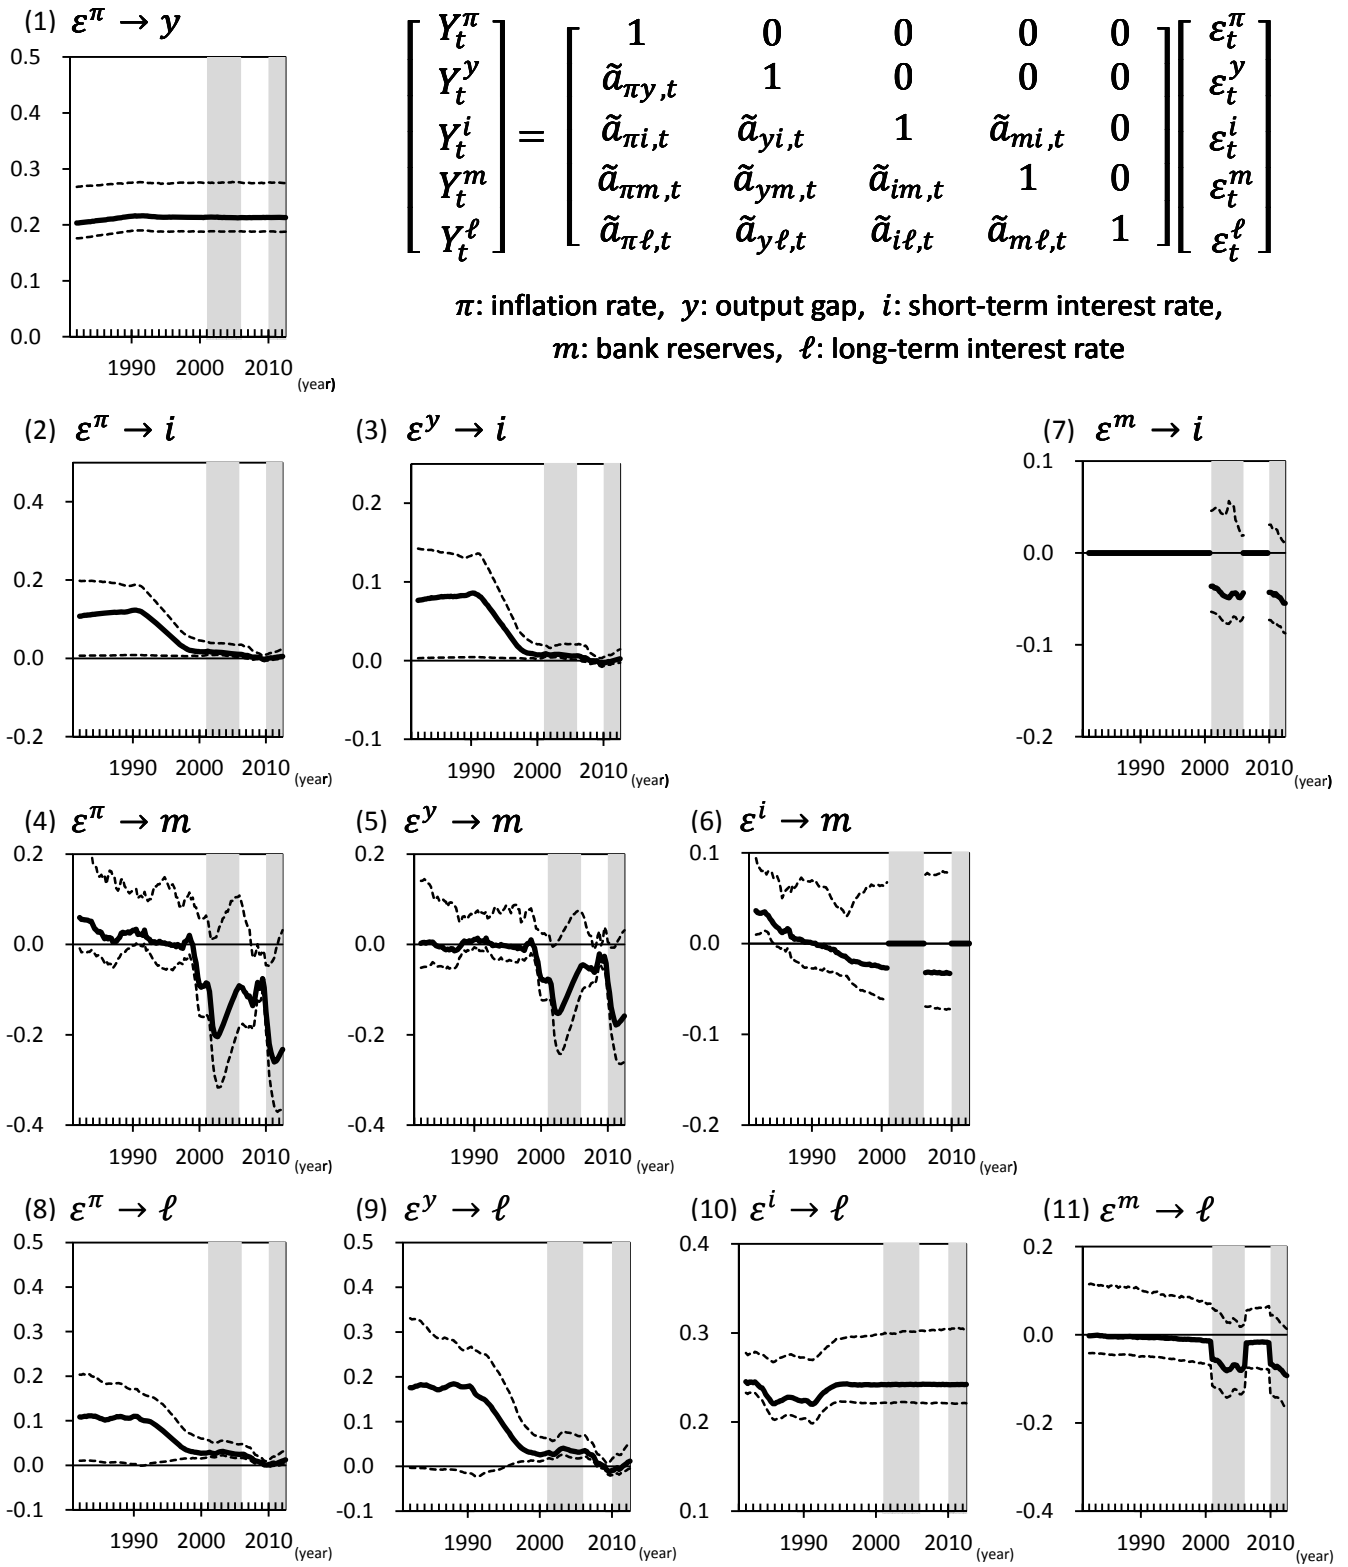 (1) ε^π → y
0.5
0.4
0.3
0.2
0.1
0.0
1990 2000 2010 (year)
Y_t^π 1 0 0 0 0 ε_t^π
Y_t^y ã_πy,t 1 0 0 0 ε_t^y
Y_t^i = ã_πi,t ã_yi,t 1 ã_mi,t 0 ε_t^i
Y_t^m ã_πm,t ã_ym,t ã_im,t 1 0 ε_t^m
Y_t^ℓ ã_πℓ,t ã_yℓ,t ã_iℓ,t ã_mℓ,t 1 ε_t^ℓ
π: inflation rate, y: output gap, i: short-term interest rate,
m: bank reserves, ℓ: long-term interest rate
(2) ε^π → i
0.4
0.2
0.0
-0.2
1990 2000 2010 (year)
(3) ε^y → i
0.2
0.1
0.0
-0.1
1990 2000 2010 (year)
(7) ε^m → i
0.1
0.0
-0.1
-0.2
1990 2000 2010 (year)
(4) ε^π → m
0.2
0.0
-0.2
-0.4
1990 2000 2010 (year)
(5) ε^y → m
0.2
0.0
-0.2
-0.4
1990 2000 2010 (year)
(6) ε^i → m
0.1
0.0
-0.1
-0.2
1990 2000 2010 (year)
(8) ε^π → ℓ
0.5
0.4
0.3
0.2
0.1
0.0
-0.1
1990 2000 2010 (year)
(9) ε^y → ℓ
0.5
0.4
0.3
0.2
0.1
0.0
-0.1
1990 2000 2010 (year)
(10) ε^i → ℓ
0.4
0.3
0.2
0.1
1990 2000 2010 (year)
(11) ε^m → ℓ
0.2
0.0
-0.2
-0.4
1990 2000 2010 (year)